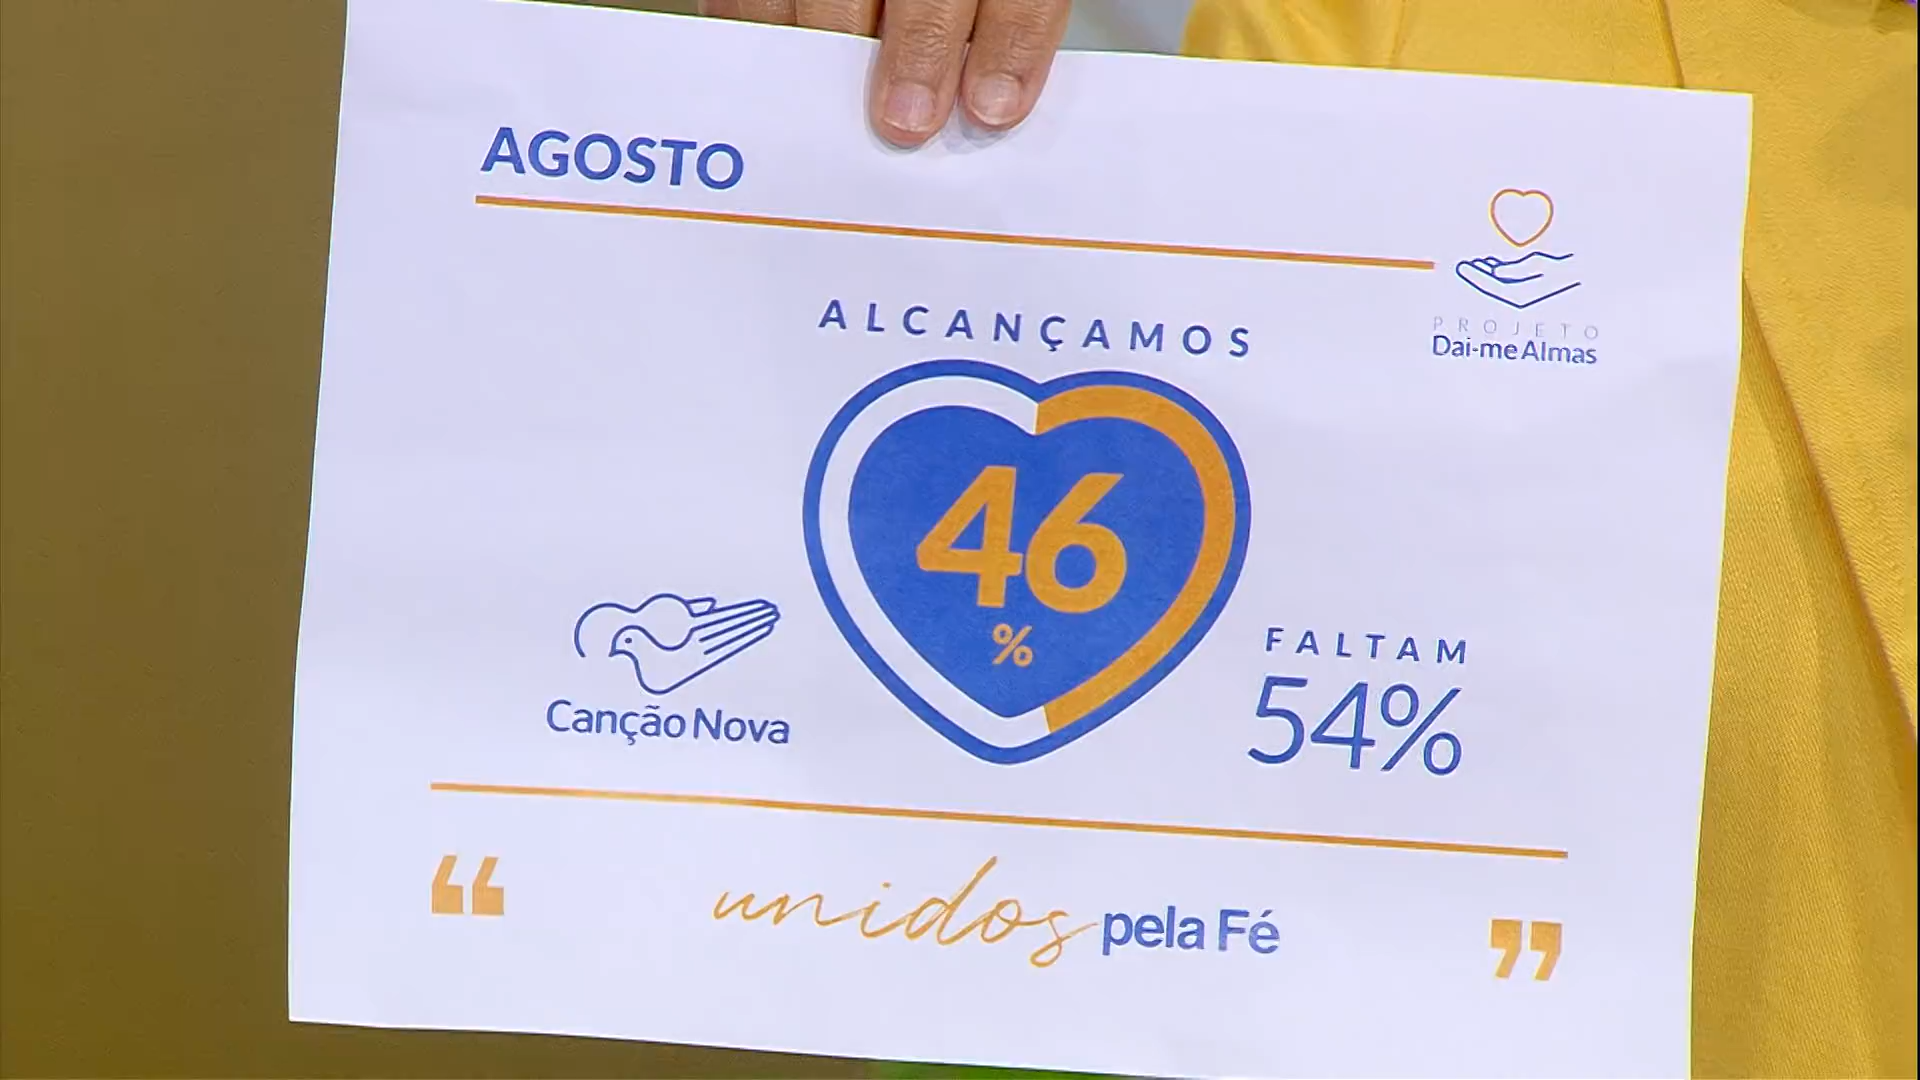 AGOSTO
PROJETO
Dai-me Almas
ALCANÇAMOS
46
%
Canção Nova
FALTAM
54%
“ unidos pela Fé ”